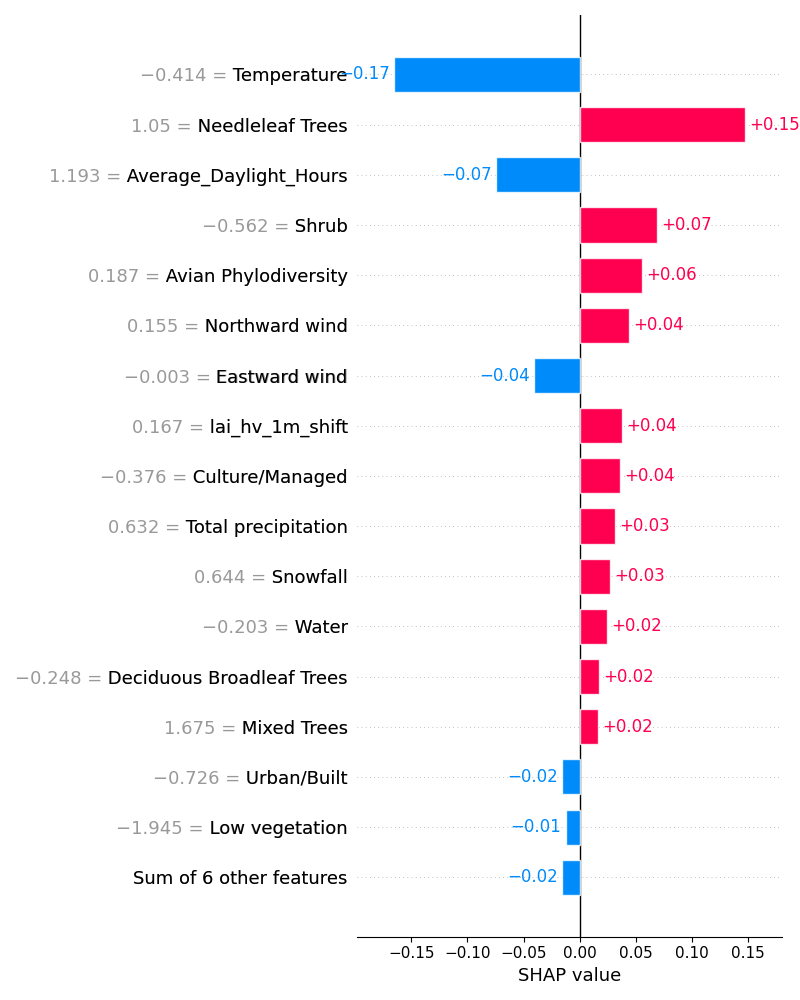 −0.414 = Temperature −0.17
1.05 = Needleleaf Trees +0.15
1.193 = Average_Daylight_Hours −0.07
−0.562 = Shrub +0.07
0.187 = Avian Phylodiversity +0.06
0.155 = Northward wind +0.04
−0.003 = Eastward wind −0.04
0.167 = lai_hv_1m_shift +0.04
−0.376 = Culture/Managed +0.04
0.632 = Total precipitation +0.03
0.644 = Snowfall +0.03
−0.203 = Water +0.02
−0.248 = Deciduous Broadleaf Trees +0.02
1.675 = Mixed Trees +0.02
−0.726 = Urban/Built −0.02
−1.945 = Low vegetation −0.01
Sum of 6 other features −0.02
−0.15 −0.10 −0.05 0.00 0.05 0.10 0.15
SHAP value